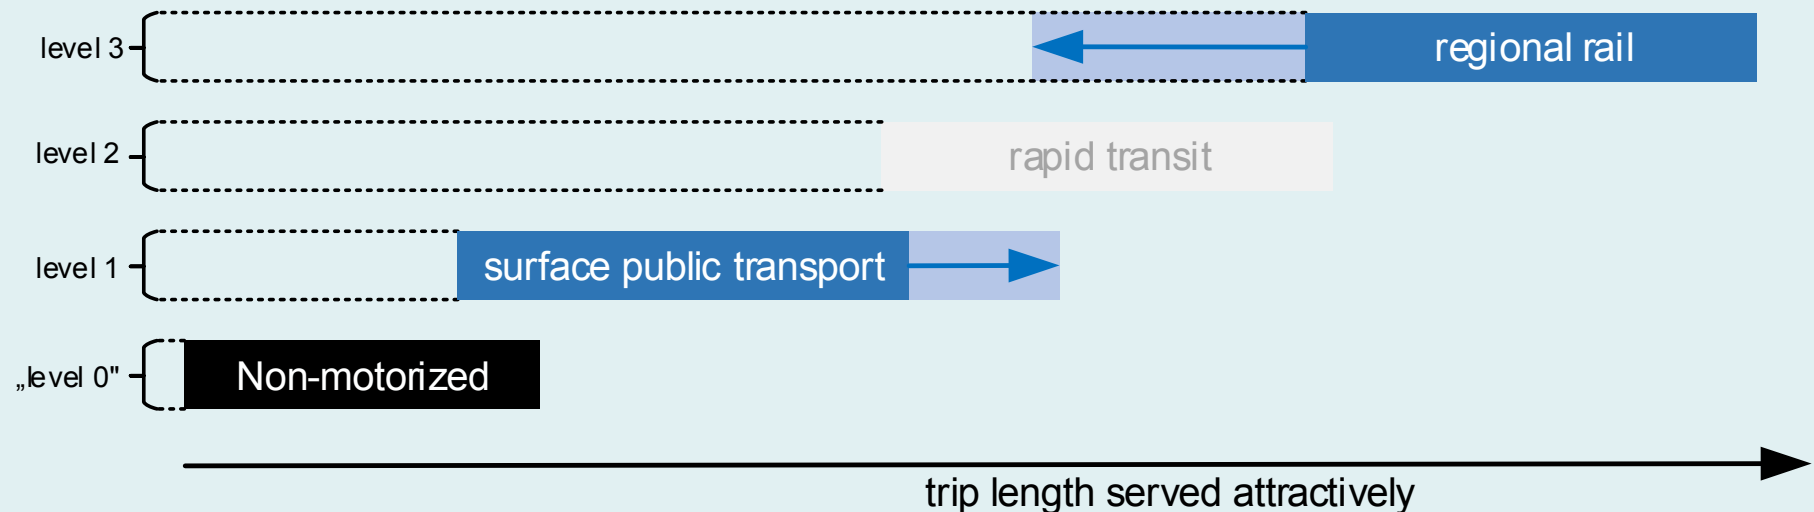 level 3
regional rail
level 2
rapid transit
level 1
surface public transport
„level 0"
Non-motorized
trip length served attractively